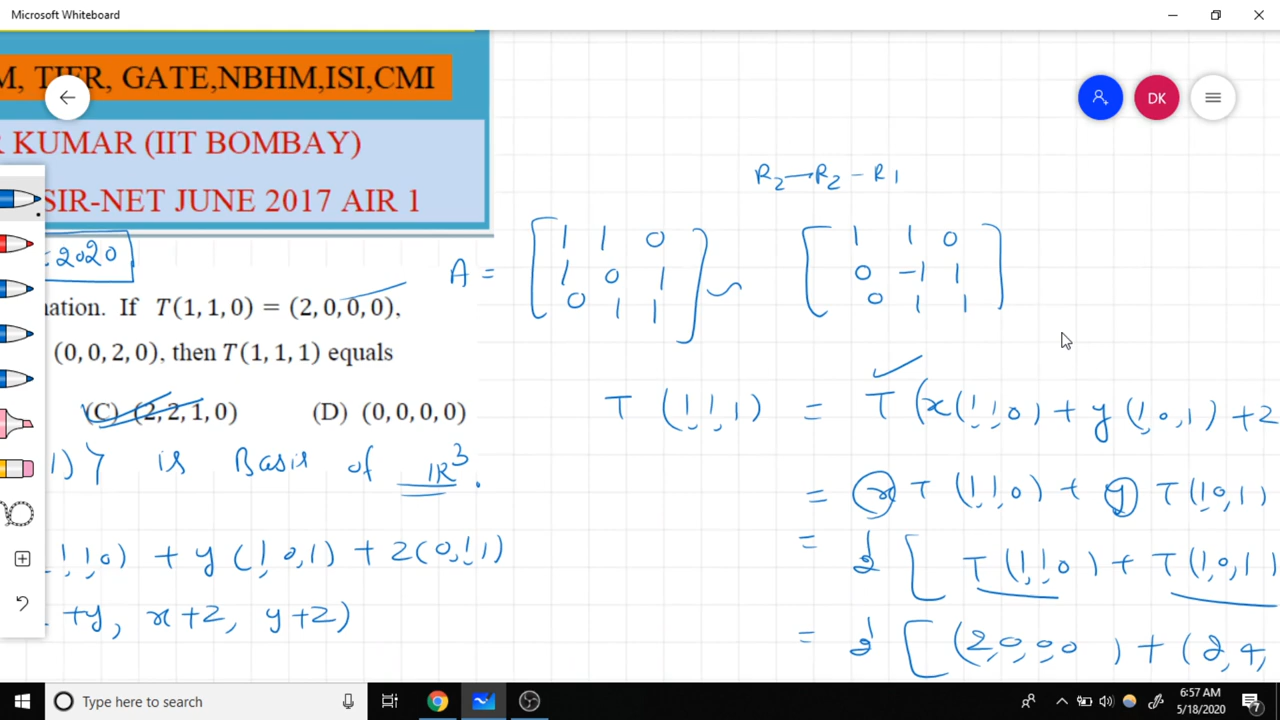 Microsoft Whiteboard
M, TIFR, GATE,NBHM,ISI,CMI
DK
R KUMAR (IIT BOMBAY)
SIR-NET JUNE 2017 AIR 1
R2→R2 - R1
2020
A = [1 1 0 ~ [1 1 0
1 0 1 0 -1 1
0 1 1] 0 1 1]
nation. If T(1,1,0) = (2,0,0,0),
(0,0,2,0), then T(1,1,1) equals
(C) (2,2,1,0) (D) (0,0,0,0)
T (1,1,1) = T (x(1,1,0) + y(1,0,1) + z
1)} is Basis of IR³.
= x T (1,1,0) + y T(1,0,1)
1,1,0) + y(1,0,1) + z(0,1,1)
= 1/2 [T(1,1,0) + T(1,0,1)
+y, x+z, y+z)
= 1/2 [(2,0,0,0) + (2,4,
Type here to search
6:57 AM
5/18/2020
7